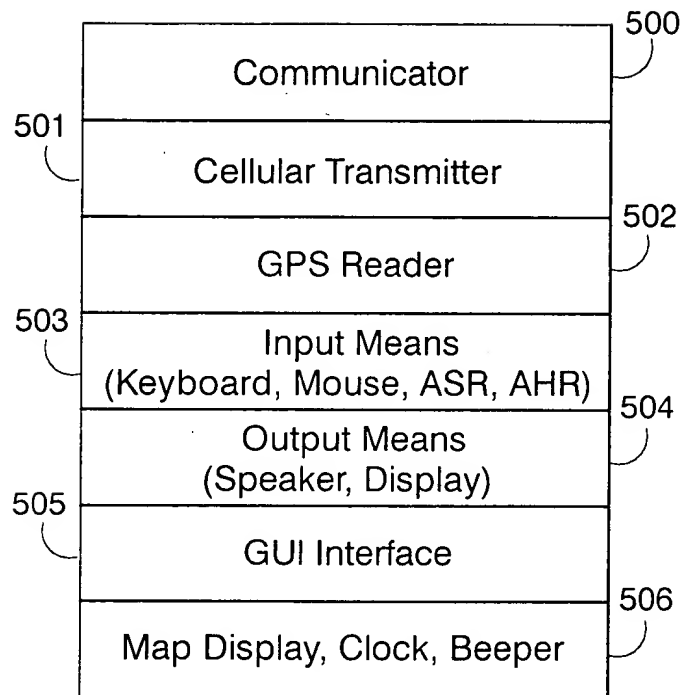 500
Communicator
501
Cellular Transmitter
502
GPS Reader
503
Input Means
(Keyboard, Mouse, ASR, AHR)
504
Output Means
(Speaker, Display)
505
GUI Interface
506
Map Display, Clock, Beeper